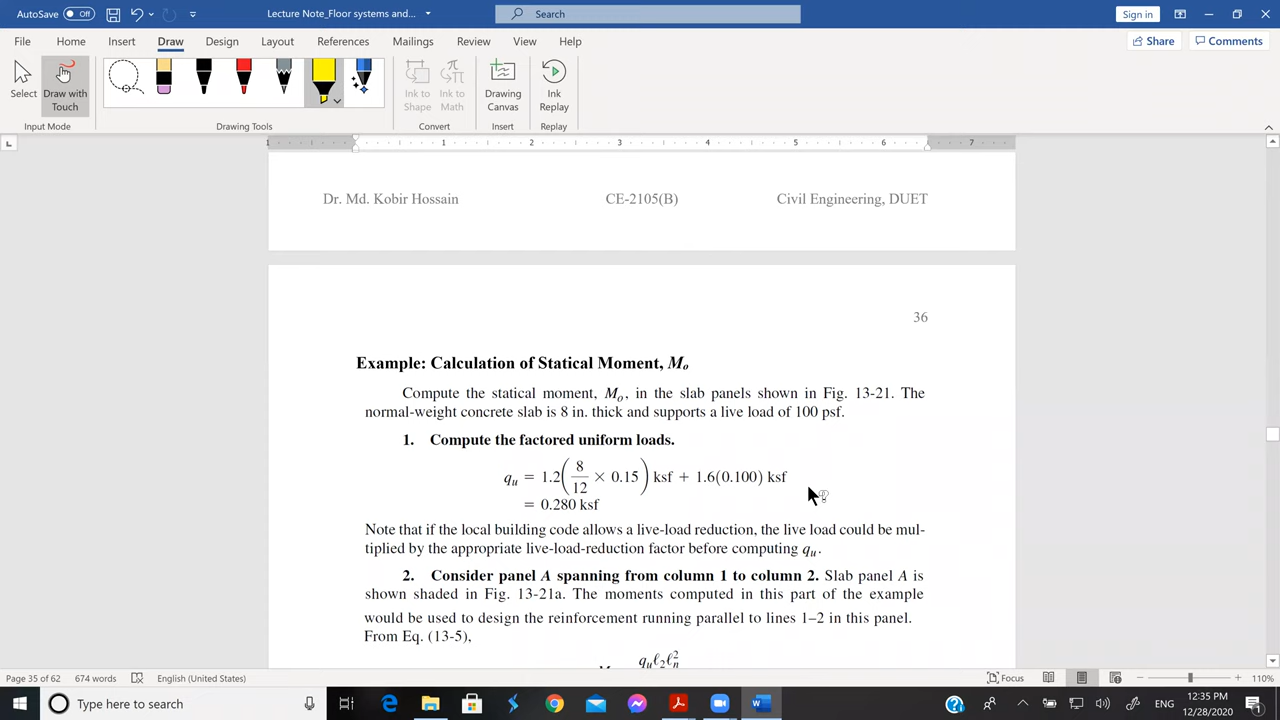 AutoSave Off Lecture Note_Floor systems and... Search Sign in
File Home Insert Draw Design Layout References Mailings Review View Help Share Comments
Select Draw with Touch Ink to Shape Ink to Math Drawing Canvas Ink Replay
Input Mode Drawing Tools Convert Insert Replay
1 1 2 3 4 5 6 7
Dr. Md. Kobir Hossain CE-2105(B) Civil Engineering, DUET
36
Example: Calculation of Statical Moment, Mo
Compute the statical moment, Mo, in the slab panels shown in Fig. 13-21. The
normal-weight concrete slab is 8 in. thick and supports a live load of 100 psf.
1. Compute the factored uniform loads.
qu = 1.2(8/12 × 0.15) ksf + 1.6(0.100) ksf
= 0.280 ksf
Note that if the local building code allows a live-load reduction, the live load could be mul-
tiplied by the appropriate live-load-reduction factor before computing qu.
2. Consider panel A spanning from column 1 to column 2. Slab panel A is
shown shaded in Fig. 13-21a. The moments computed in this part of the example
would be used to design the reinforcement running parallel to lines 1–2 in this panel.
From Eq. (13-5),
quℓ2ℓn²
Page 35 of 62 674 words English (United States) Focus 110%
Type here to search ENG 12:35 PM
12/28/2020